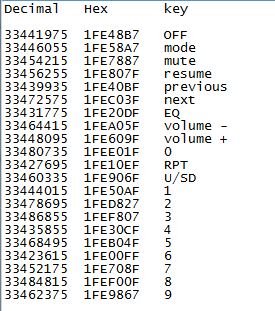 Decimal Hex key
33441975 1FE48B7 OFF
33446055 1FE58A7 mode
33454215 1FE7887 mute
33456255 1FE807F resume
33439935 1FE40BF previous
33472575 1FEC03F next
33431775 1FE20DF EQ
33464415 1FEA05F volume -
33448095 1FE609F volume +
33480735 1FEE01F 0
33427695 1FE10EF RPT
33460335 1FE906F U/SD
33444015 1FE50AF 1
33478695 1FED827 2
33486855 1FEF807 3
33435855 1FE30CF 4
33468495 1FEB04F 5
33423615 1FE00FF 6
33452175 1FE708F 7
33484815 1FEF00F 8
33462375 1FE9867 9